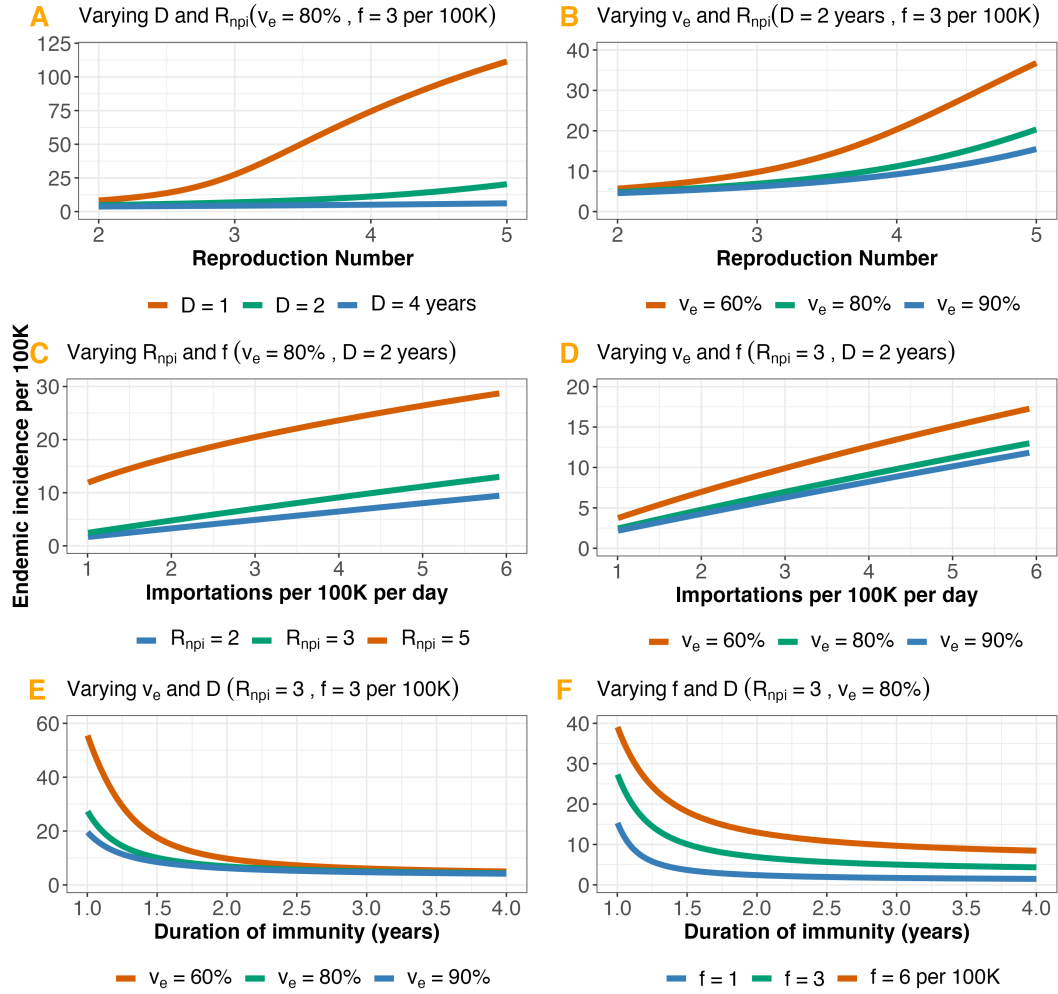 A Varying D and Rnpi(ve = 80% , f = 3 per 100K)
125
100
75
50
25
0
2 3 4 5
Reproduction Number
D = 1 D = 2 D = 4 years
B Varying ve and Rnpi(D = 2 years , f = 3 per 100K)
40
30
20
10
0
2 3 4 5
Reproduction Number
ve = 60% ve = 80% ve = 90%
Endemic incidence per 100K
C Varying Rnpi and f (ve = 80% , D = 2 years)
30
20
10
0
1 2 3 4 5 6
Importations per 100K per day
Rnpi = 2 Rnpi = 3 Rnpi = 5
D Varying ve and f (Rnpi = 3 , D = 2 years)
20
15
10
5
0
1 2 3 4 5 6
Importations per 100K per day
ve = 60% ve = 80% ve = 90%
E Varying ve and D (Rnpi = 3 , f = 3 per 100K)
60
40
20
0
1.0 1.5 2.0 2.5 3.0 3.5 4.0
Duration of immunity (years)
ve = 60% ve = 80% ve = 90%
F Varying f and D (Rnpi = 3 , ve = 80%)
40
30
20
10
0
1.0 1.5 2.0 2.5 3.0 3.5 4.0
Duration of immunity (years)
f = 1 f = 3 f = 6 per 100K